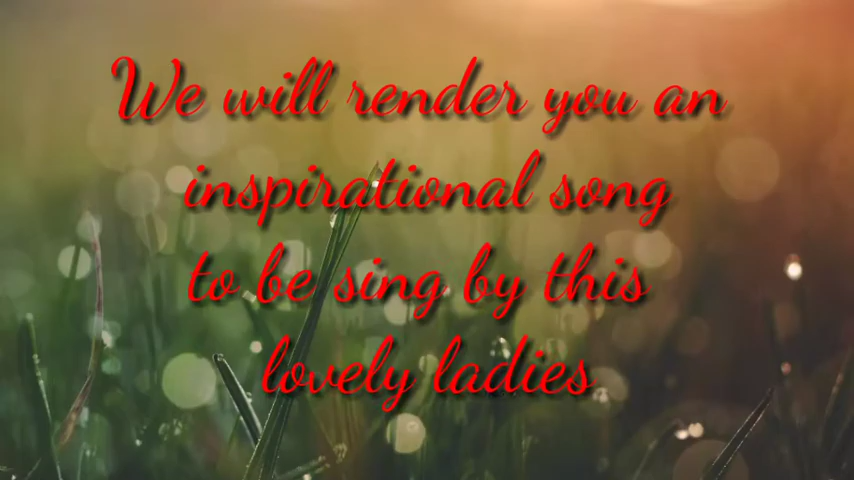 We will render you an
inspirational song
to be sing by this
lovely ladies